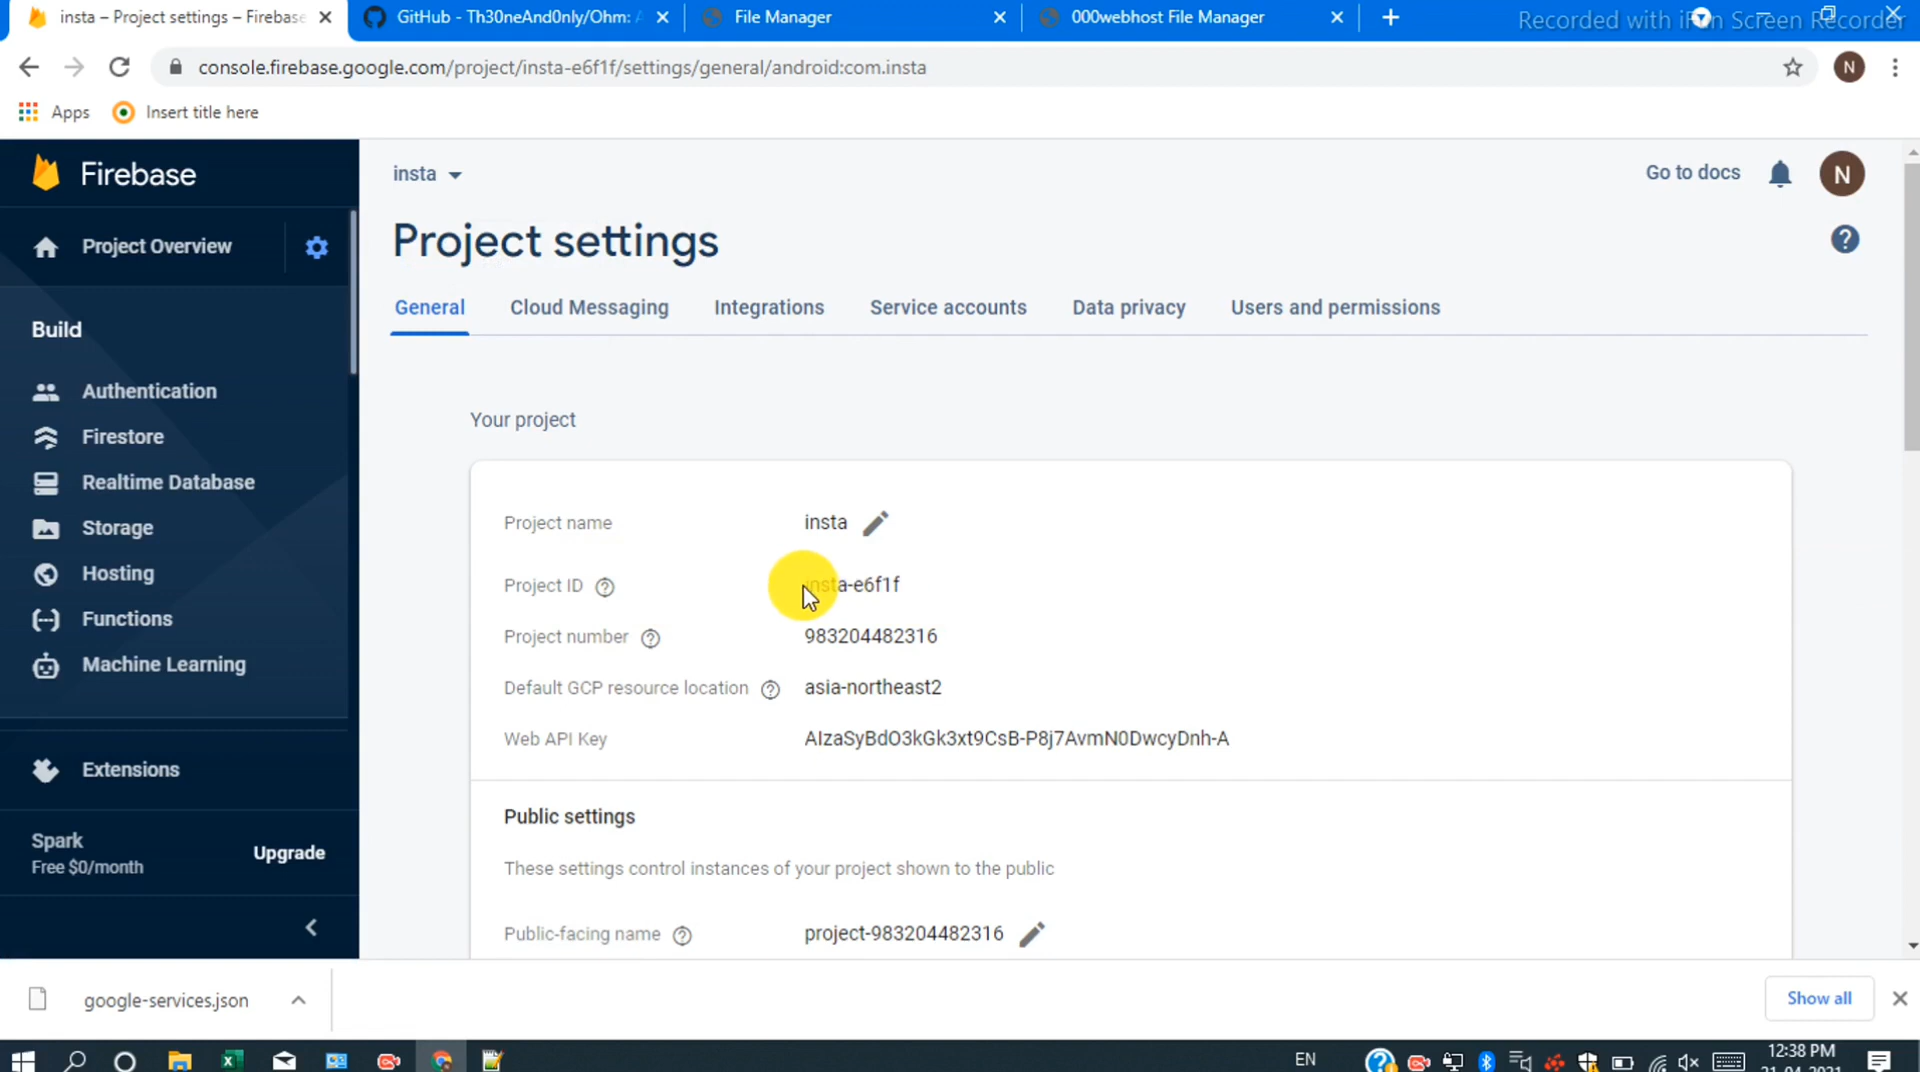 insta – Project settings – Firebase
GitHub - Th30neAnd0nly/Ohm: A
File Manager
000webhost File Manager
Recorded with iFun Screen Recorder
console.firebase.google.com/project/insta-e6f1f/settings/general/android:com.insta
N
Apps
Insert title here
Firebase
insta
Go to docs
N
Project Overview
Project settings
General
Cloud Messaging
Integrations
Service accounts
Data privacy
Users and permissions
Build
Authentication
Firestore
Realtime Database
Storage
Hosting
Functions
Machine Learning
Extensions
Spark
Free $0/month
Upgrade
Your project
Project name
insta
Project ID
insta-e6f1f
Project number
983204482316
Default GCP resource location
asia-northeast2
Web API Key
AIzaSyBdO3kGk3xt9CsB-P8j7AvmN0DwcyDnh-A
Public settings
These settings control instances of your project shown to the public
Public-facing name
project-983204482316
google-services.json
Show all
EN
12:38 PM
21-04-2021